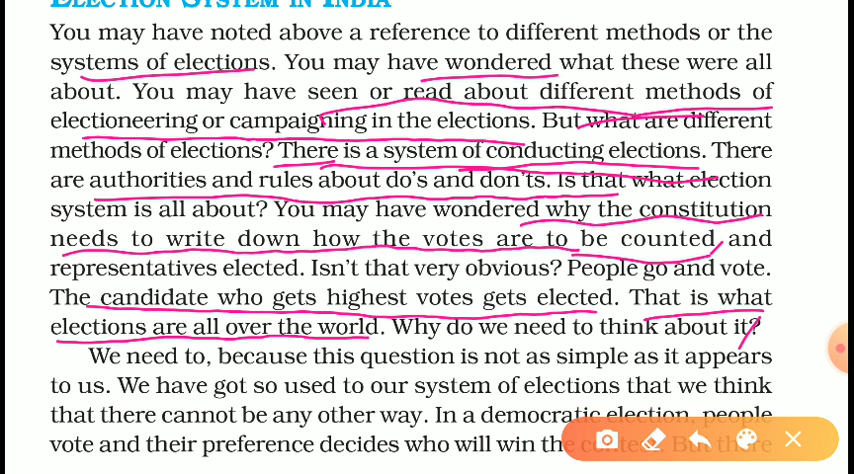 ELECTION SYSTEM IN INDIA
You may have noted above a reference to different methods or the
systems of elections. You may have wondered what these were all
about. You may have seen or read about different methods of
electioneering or campaigning in the elections. But what are different
methods of elections? There is a system of conducting elections. There
are authorities and rules about do's and don'ts. Is that what election
system is all about? You may have wondered why the constitution
needs to write down how the votes are to be counted and
representatives elected. Isn't that very obvious? People go and vote.
The candidate who gets highest votes gets elected. That is what
elections are all over the world. Why do we need to think about it?
We need to, because this question is not as simple as it appears
to us. We have got so used to our system of elections that we think
that there cannot be any other way. In a democratic election, people
vote and their preference decides who will win the contest. But there